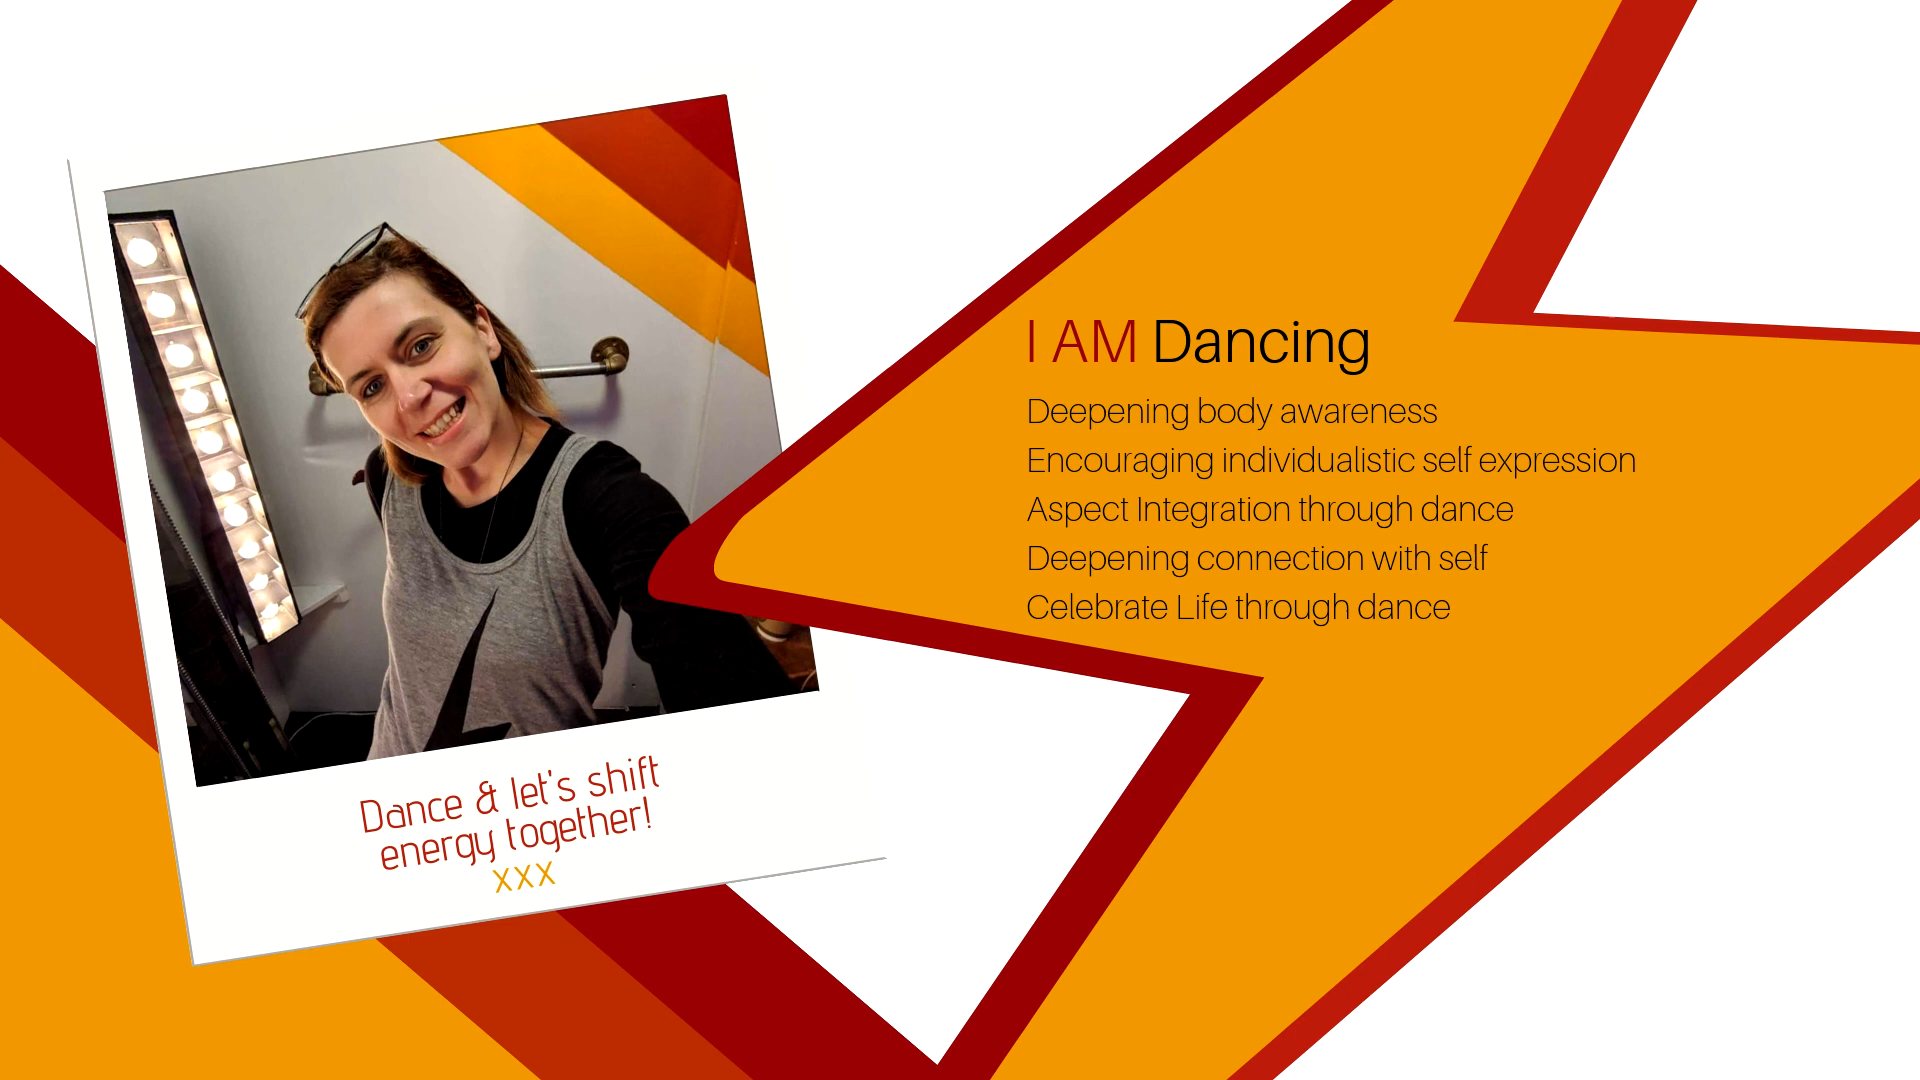 I AM Dancing
Deepening body awareness
Encouraging individualistic self expression
Aspect Integration through dance
Deepening connection with self
Celebrate Life through dance
Dance & let's shift
energy together!
XXX